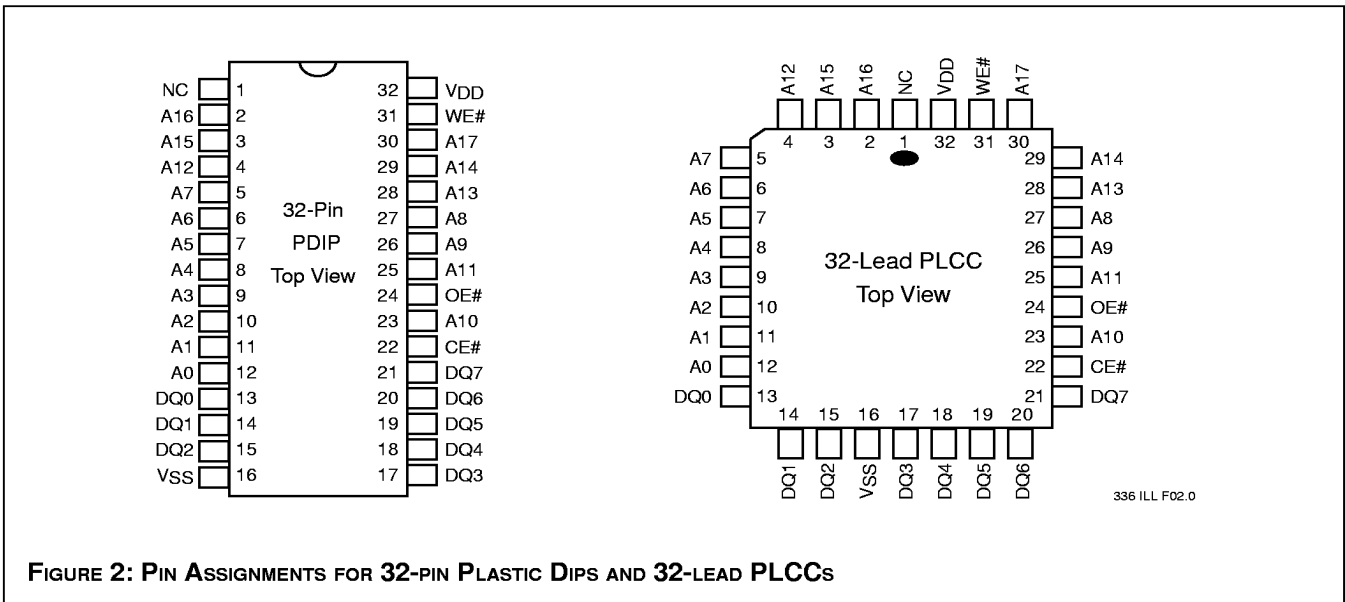 NC 1 32 VDD
A16 2 31 WE#
A15 3 30 A17
A12 4 29 A14
A7 5 28 A13
A6 6 27 A8
A5 7 26 A9
A4 8 25 A11
A3 9 24 OE#
A2 10 23 A10
A1 11 22 CE#
A0 12 21 DQ7
DQ0 13 20 DQ6
DQ1 14 19 DQ5
DQ2 15 18 DQ4
VSS 16 17 DQ3
32-Pin
PDIP
Top View
A12 A15 A16 NC VDD WE# A17
4 3 2 1 32 31 30
A7 5 29 A14
A6 6 28 A13
A5 7 27 A8
A4 8 26 A9
A3 9 25 A11
A2 10 24 OE#
A1 11 23 A10
A0 12 22 CE#
DQ0 13 21 DQ7
32-Lead PLCC
Top View
14 15 16 17 18 19 20
DQ1 DQ2 VSS DQ3 DQ4 DQ5 DQ6
336 ILL F02.0
FIGURE 2: PIN ASSIGNMENTS FOR 32-PIN PLASTIC DIPS AND 32-LEAD PLCCS